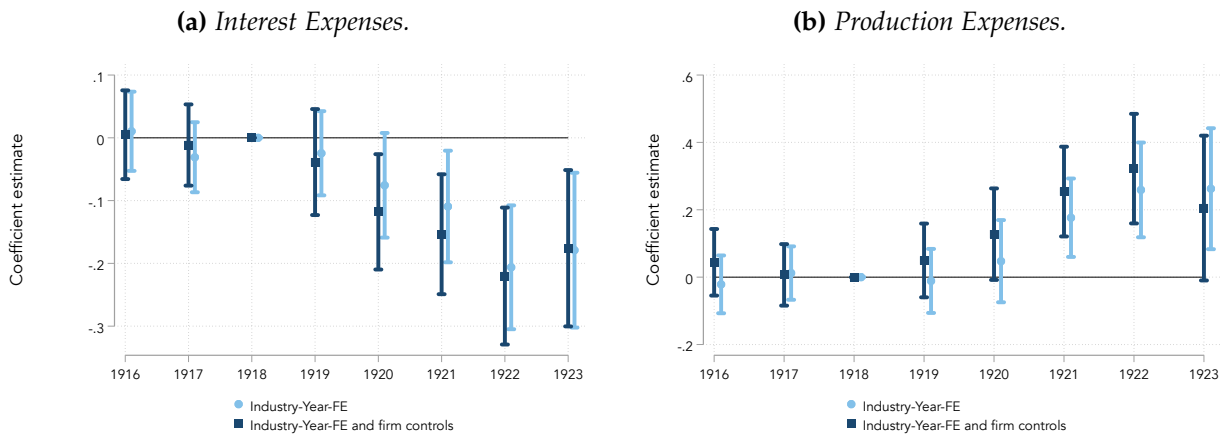 (a) Interest Expenses.
.1
0
-.1
-.2
-.3
Coefficient estimate
1916 1917 1918 1919 1920 1921 1922 1923
Industry-Year-FE
Industry-Year-FE and firm controls
(b) Production Expenses.
.6
.4
.2
0
-.2
Coefficient estimate
1916 1917 1918 1919 1920 1921 1922 1923
Industry-Year-FE
Industry-Year-FE and firm controls